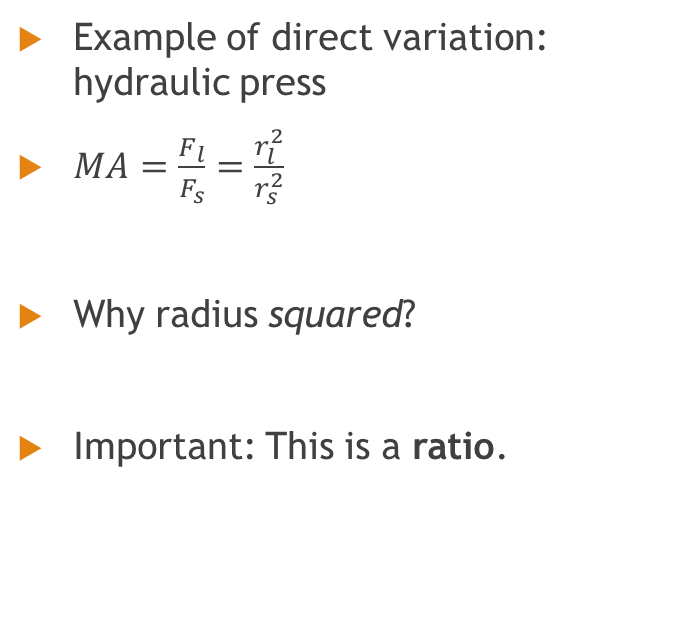 Example of direct variation:
hydraulic press
MA = F_l/F_s = r_l^2/r_s^2
Why radius squared?
Important: This is a ratio.